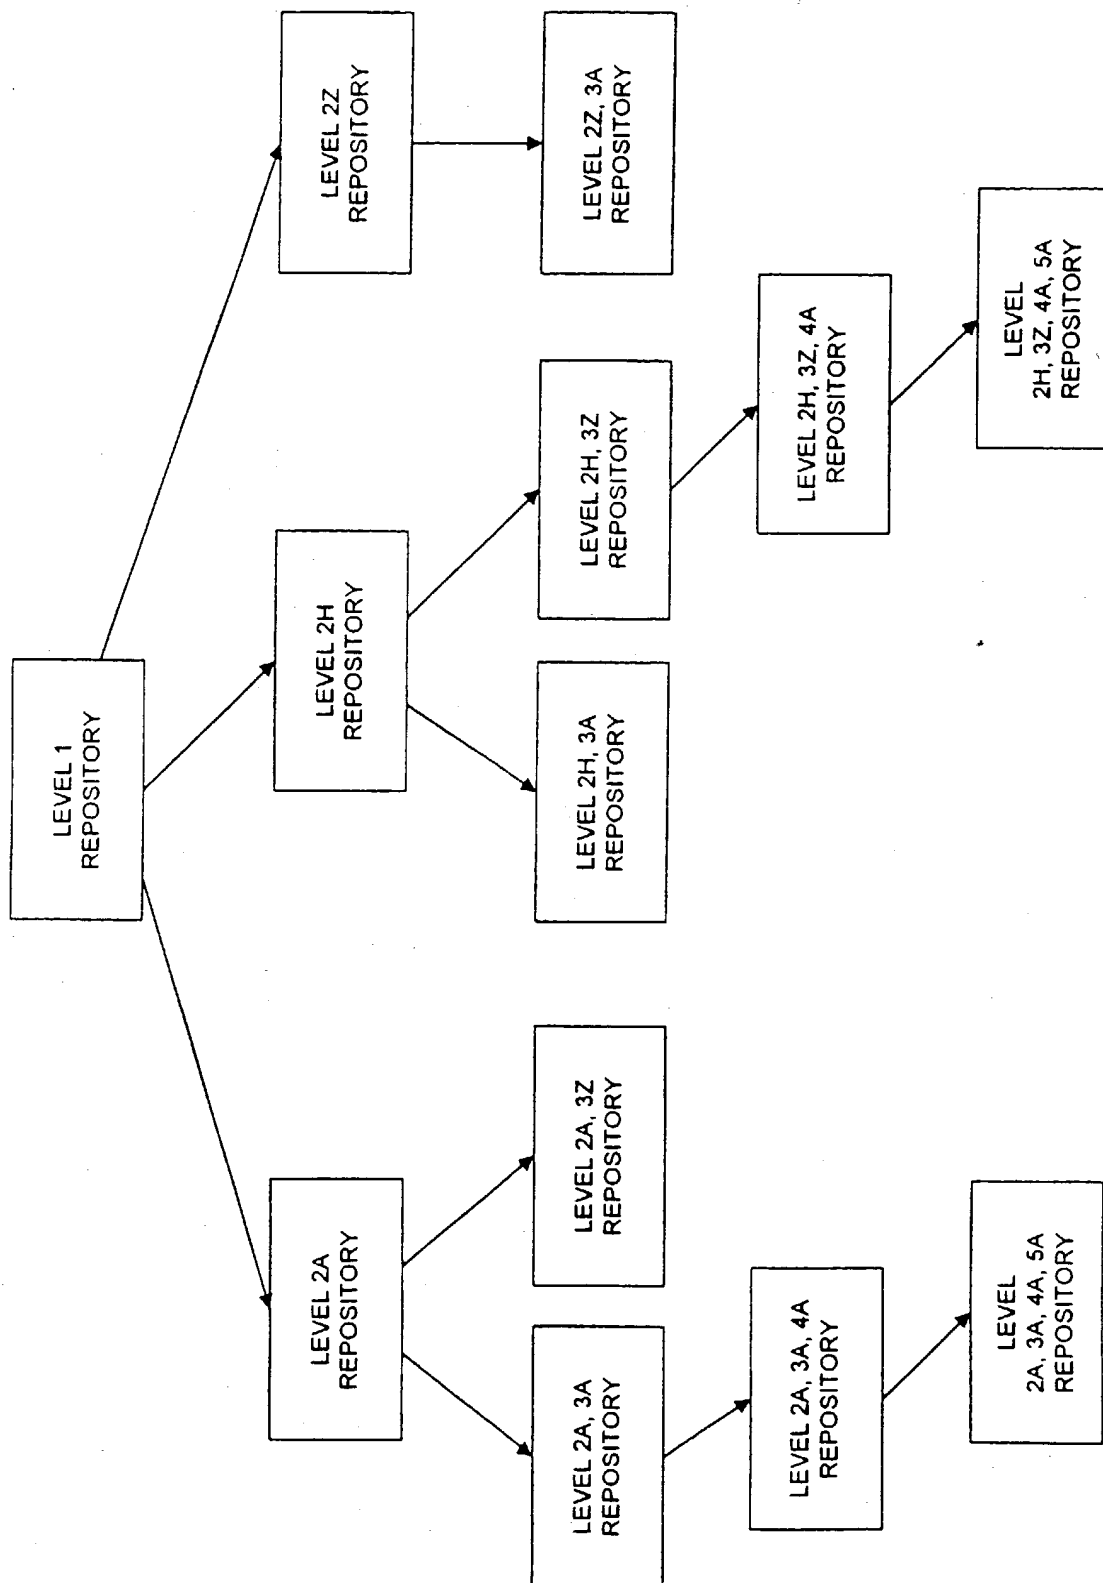 LEVEL 1
REPOSITORY
LEVEL 2A
REPOSITORY
LEVEL 2H
REPOSITORY
LEVEL 2Z
REPOSITORY
LEVEL 2A, 3A
REPOSITORY
LEVEL 2A, 3Z
REPOSITORY
LEVEL 2H, 3A
REPOSITORY
LEVEL 2H, 3Z
REPOSITORY
LEVEL 2Z, 3A
REPOSITORY
LEVEL 2A, 3A, 4A
REPOSITORY
LEVEL 2H, 3Z, 4A
REPOSITORY
LEVEL
2A, 3A, 4A, 5A
REPOSITORY
LEVEL
2H, 3Z, 4A, 5A
REPOSITORY